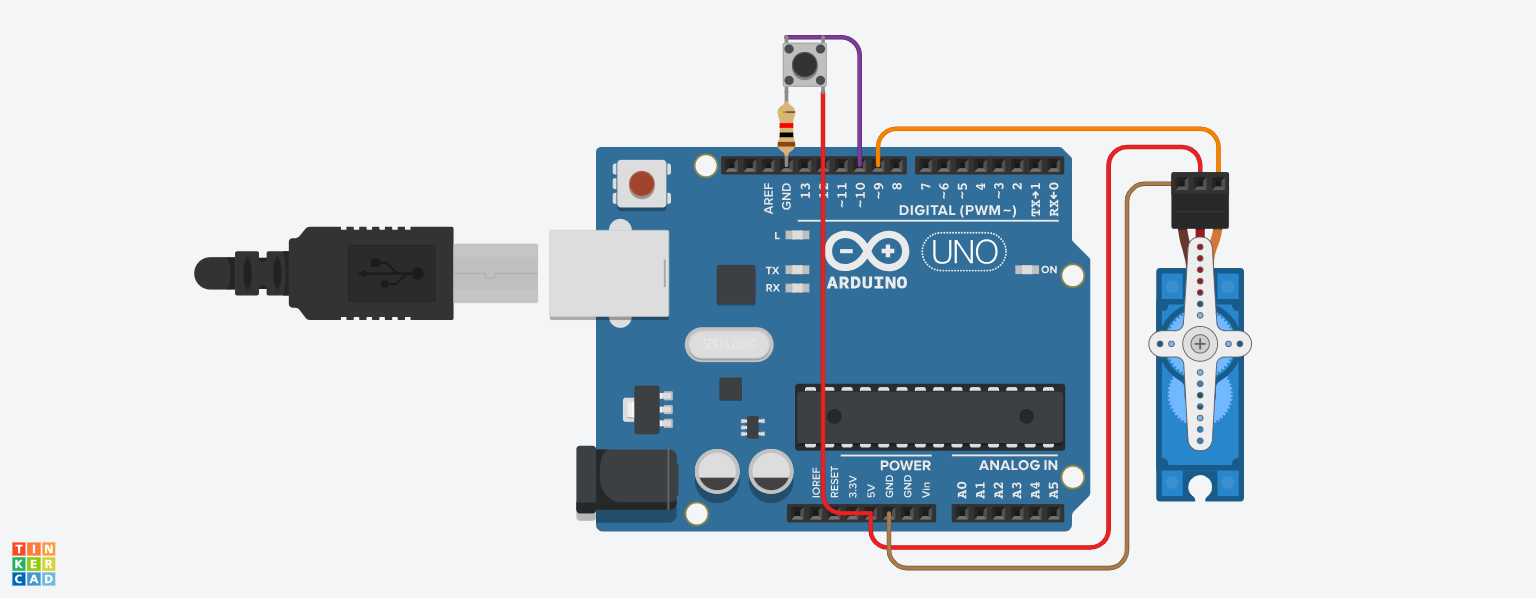 AREF
GND
13
12
~11
~10
~9
8
7
~6
~5
4
~3
2
TX→1
RX←0
DIGITAL (PWM~)
L
TX
RX
UNO
ARDUINO
ON
SPK16.000G
POWER
ANALOG IN
IOREF
RESET
3.3V
5V
GND
GND
Vin
A0
A1
A2
A3
A4
A5
TIN
KER
CAD